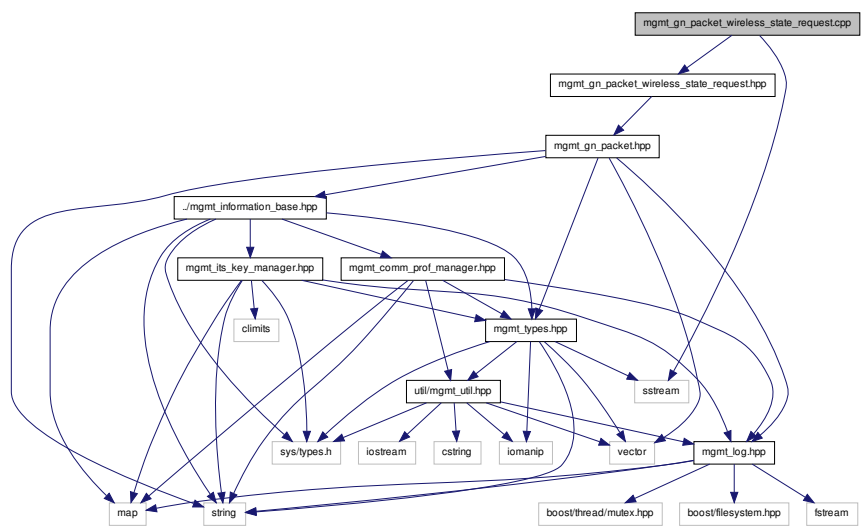 mgmt_gn_packet_wireless_state_request.cpp
mgmt_gn_packet_wireless_state_request.hpp
mgmt_gn_packet.hpp
../mgmt_information_base.hpp
mgmt_its_key_manager.hpp
mgmt_comm_prof_manager.hpp
climits
mgmt_types.hpp
util/mgmt_util.hpp
sstream
sys/types.h
iostream
cstring
iomanip
vector
mgmt_log.hpp
map
string
boost/thread/mutex.hpp
boost/filesystem.hpp
fstream